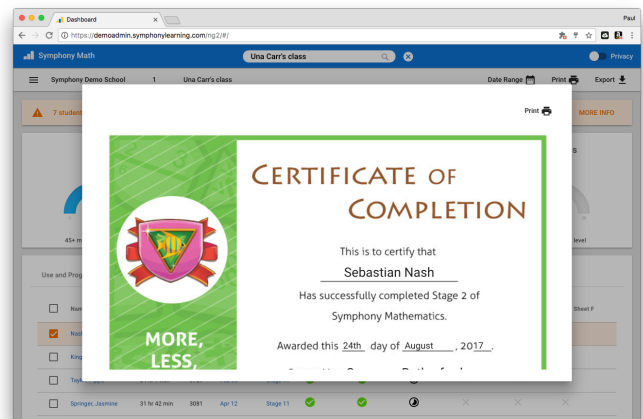 Dashboard
Paul
https://demoadmin.symphonylearning.com/ng2/#/
Symphony Math
Una Carr's class
Privacy
Symphony Demo School 1 Una Carr's class Date Range Print Export
7 student
MORE INFO
Print
CERTIFICATE OF
COMPLETION
This is to certify that
Sebastian Nash
Has successfully completed Stage 2 of
Symphony Mathematics.
MORE,
LESS,
Awarded this 24th day of August, 2017.
45+ m
level
Use and Prog
Nam
Sheet F
Nash
King
Springer, Jasmine 31 hr 42 min 3081 Apr 12 Stage 11